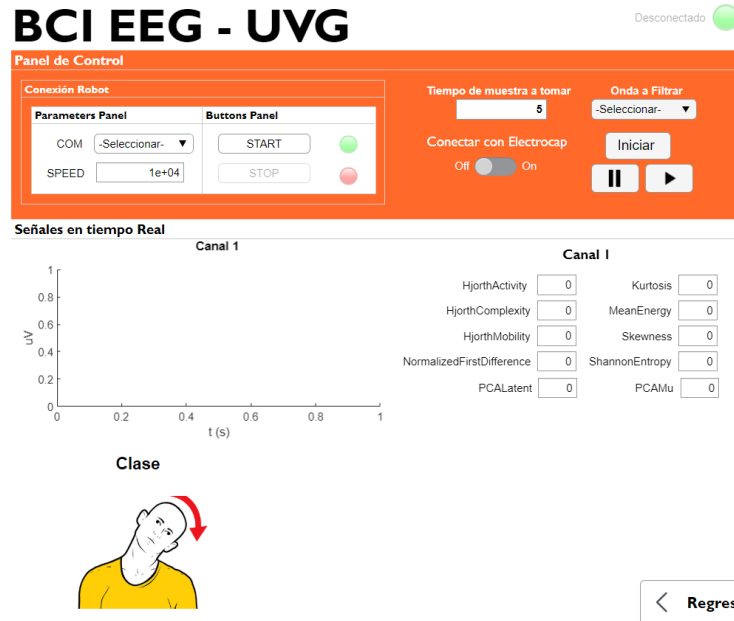 BCI EEG - UVG
Desconectado
Panel de Control
Conexión Robot
Parameters Panel
Buttons Panel
COM
-Seleccionar-
START
SPEED
1e+04
STOP
Tiempo de muestra a tomar
5
Onda a Filtrar
-Seleccionar-
Conectar con Electrocap
Off
On
Iniciar
Señales en tiempo Real
Canal 1
1
0.8
0.6
0.4
0.2
0
uV
0
0.2
0.4
0.6
0.8
1
t (s)
Canal 1
HjorthActivity 0
Kurtosis 0
HjorthComplexity 0
MeanEnergy 0
HjorthMobility 0
Skewness 0
NormalizedFirstDifference 0
ShannonEntropy 0
PCALatent 0
PCAMu 0
Clase
Regres